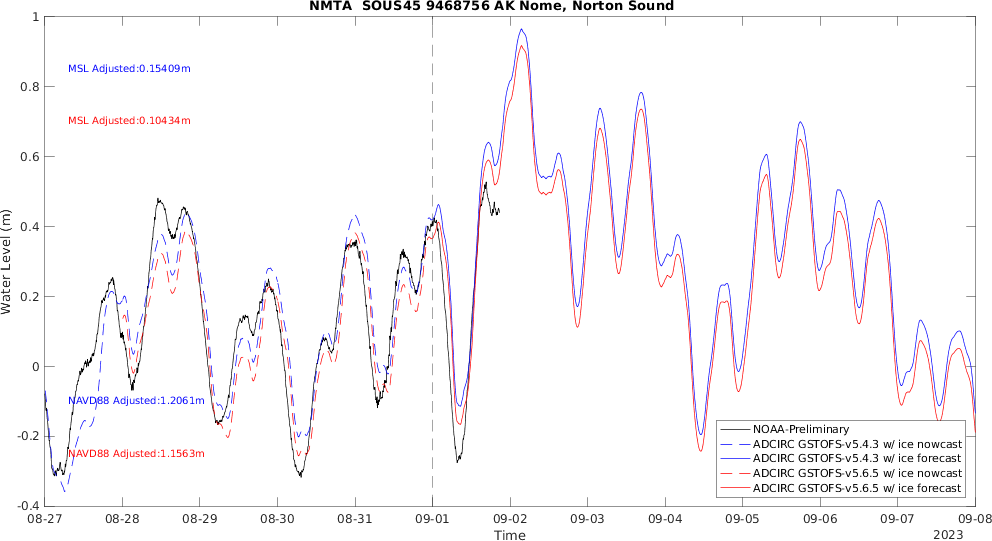 NMTA  SOUS45 9468756 AK Nome, Norton Sound
Water Level (m)
1
0.8
0.6
0.4
0.2
0
-0.2
-0.4
MSL Adjusted:0.15409m
MSL Adjusted:0.10434m
NAVD88 Adjusted:1.2061m
NAVD88 Adjusted:1.1563m
NOAA-Preliminary
ADCIRC GSTOFS-v5.4.3 w/ ice nowcast
ADCIRC GSTOFS-v5.4.3 w/ ice forecast
ADCIRC GSTOFS-v5.6.5 w/ ice nowcast
ADCIRC GSTOFS-v5.6.5 w/ ice forecast
08-27 08-28 08-29 08-30 08-31 09-01 09-02 09-03 09-04 09-05 09-06 09-07 09-08
Time
2023